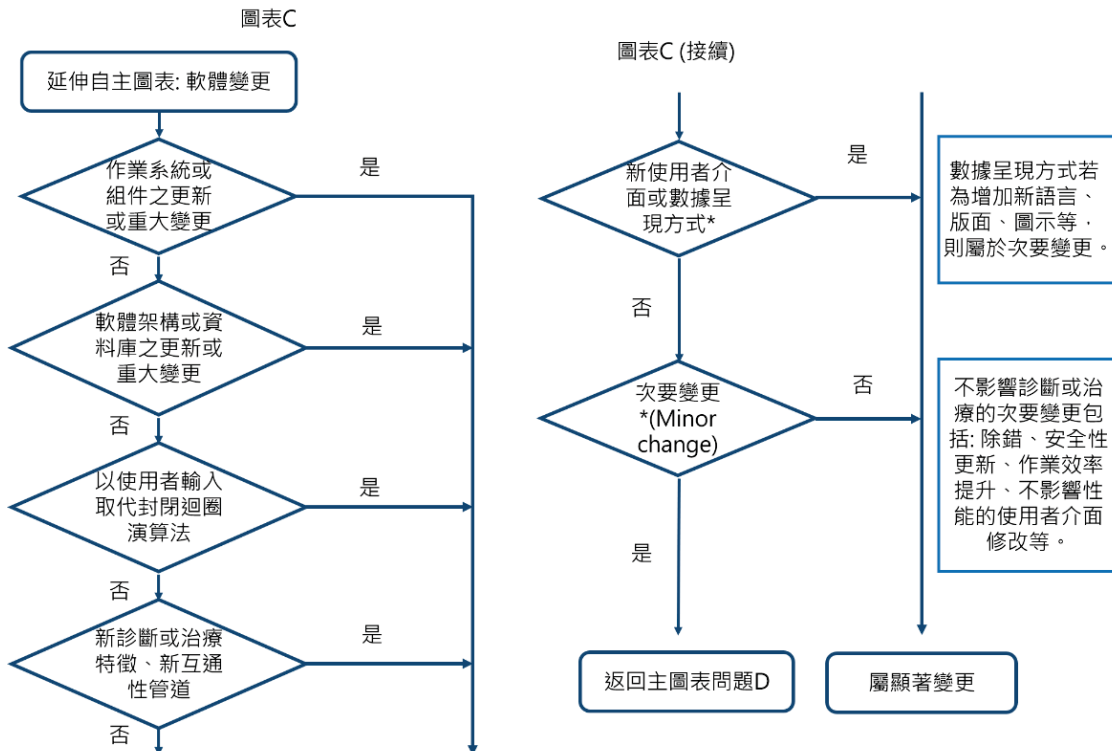 圖表C
延伸自主圖表: 軟體變更
作業系統或
組件之更新
或重大變更
是
否
軟體架構或資
料庫之更新或
重大變更
是
否
以使用者輸入
取代封閉迴圈
演算法
是
否
新診斷或治療
特徵、新互通
性管道
是
否
圖表C (接續)
新使用者介
面或數據呈
現方式*
是
否
數據呈現方式若
為增加新語言、
版面、圖示等，
則屬於次要變更。
次要變更
*(Minor
change)
否
是
不影響診斷或治
療的次要變更包
括: 除錯、安全性
更新、作業效率
提升、不影響性
能的使用者介面
修改等。
返回主圖表問題D
屬顯著變更